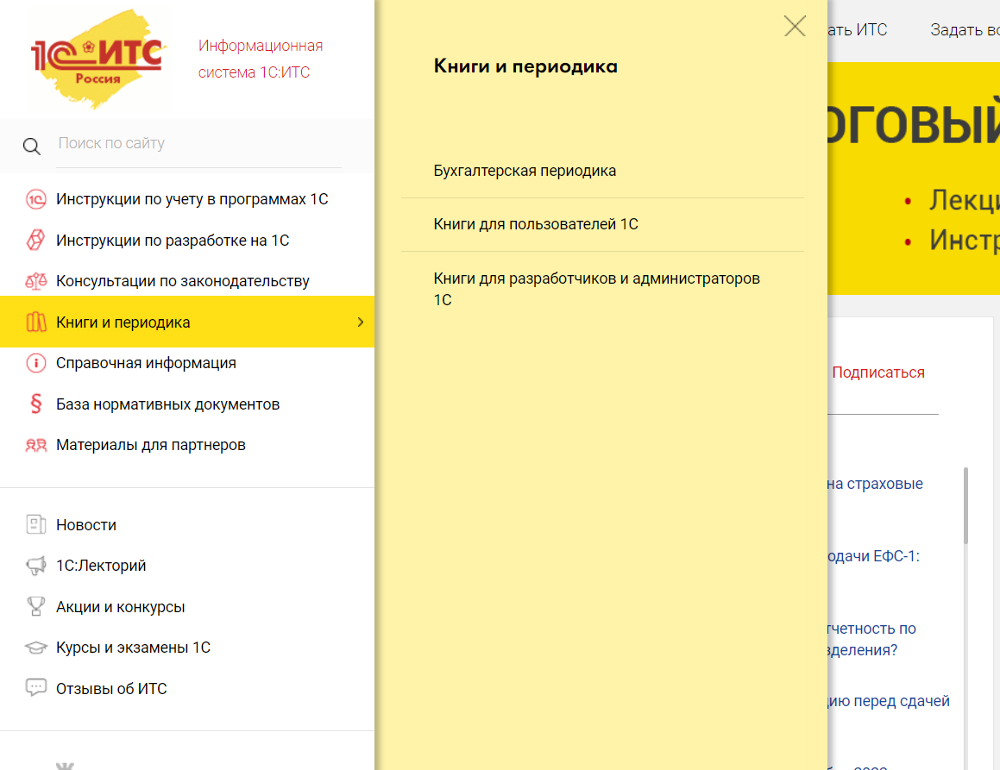 1С ИТС
Россия
Информационная
система 1С:ИТС
Поиск по сайту
Инструкции по учету в программах 1С
Инструкции по разработке на 1С
Консультации по законодательству
Книги и периодика
Справочная информация
База нормативных документов
Материалы для партнеров
Новости
1С:Лекторий
Акции и конкурсы
Курсы и экзамены 1С
Отзывы об ИТС
Книги и периодика
Бухгалтерская периодика
Книги для пользователей 1С
Книги для разработчиков и администраторов
1С
ать ИТС
Задать
• Лекци
• Инстр
Подписаться
на страховые
одачи ЕФС-1:
тчетность по
зделения?
перед сдачей